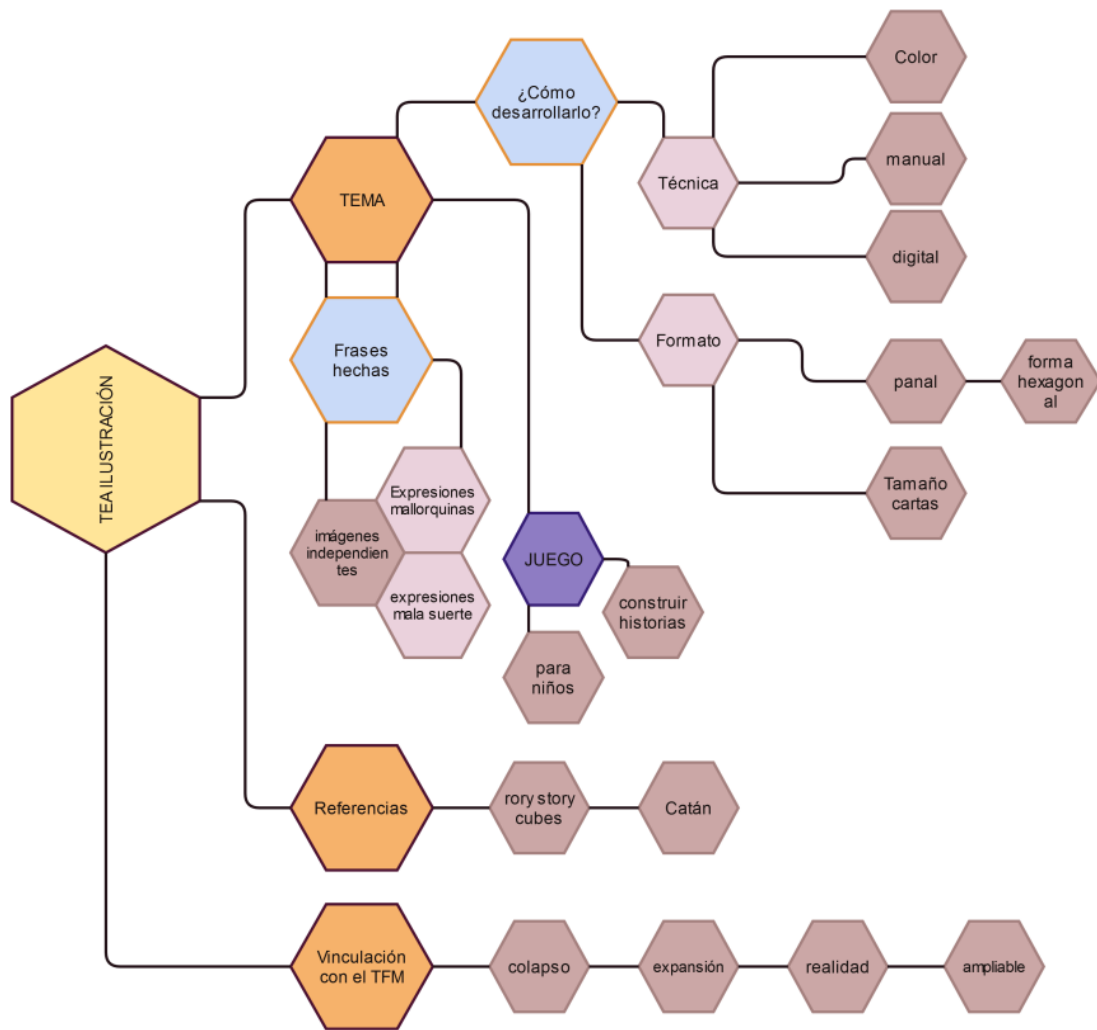 ¿Cómo
desarrollarlo?
Color
manual
Técnica
digital
TEMA
Frases
hechas
Formato
panal
forma
hexagon
al
Tamaño
cartas
TEA ILUSTRACIÓN
Expresiones
mallorquinas
imágenes
independien
tes
expresiones
mala suerte
JUEGO
construir
historias
para
niños
Referencias
rory story
cubes
Catán
Vinculación
con el TFM
colapso
expansión
realidad
ampliable